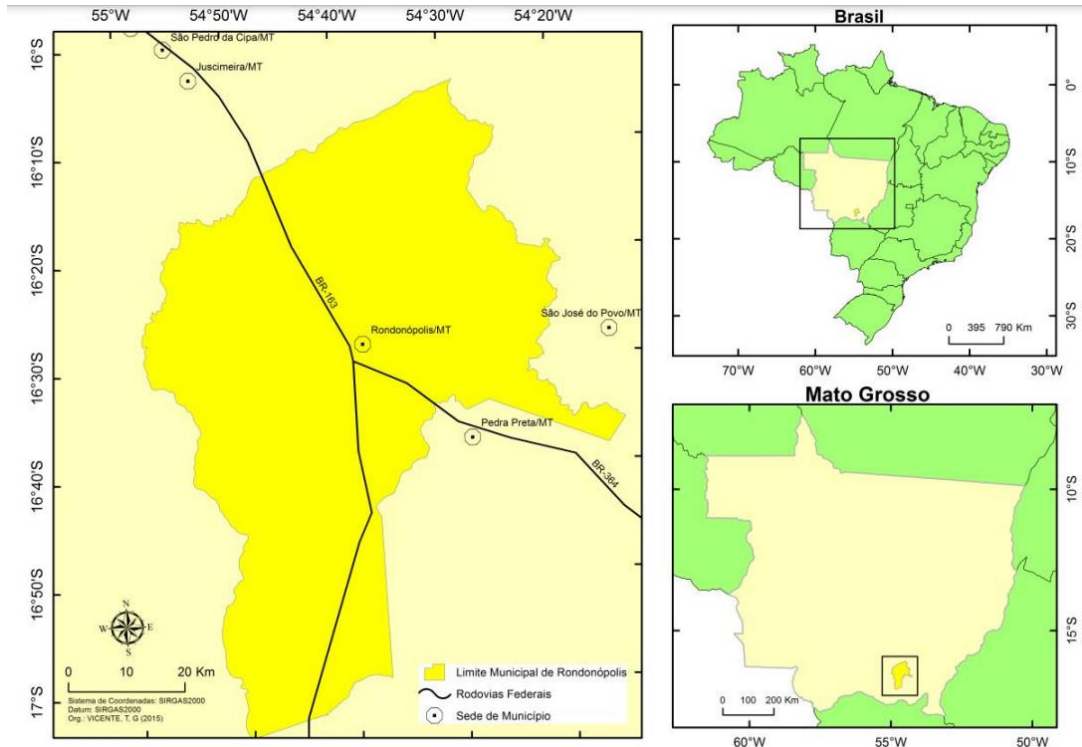 55°W
54°50'W
54°40'W
54°30'W
54°20'W
16°S
16°10'S
16°20'S
16°30'S
16°40'S
16°50'S
17°S
São Pedro da Cipa/MT
Juscimeira/MT
BR-163
Rondonópolis/MT
São José do Povo/MT
Pedra Preta/MT
BR-364
N
W E
S
0 10 20 Km
Sistema de Coordenadas: SIRGAS2000
Datum: SIRGAS2000
Org.: VICENTE, T, G (2015)
Limite Municipal de Rondonópolis
Rodovias Federais
Sede de Município
Brasil
0°
10°S
20°S
30°S
0 395 790 Km
70°W 60°W 50°W 40°W 30°W
Mato Grosso
10°S
15°S
0 100 200 Km
60°W 55°W 50°W